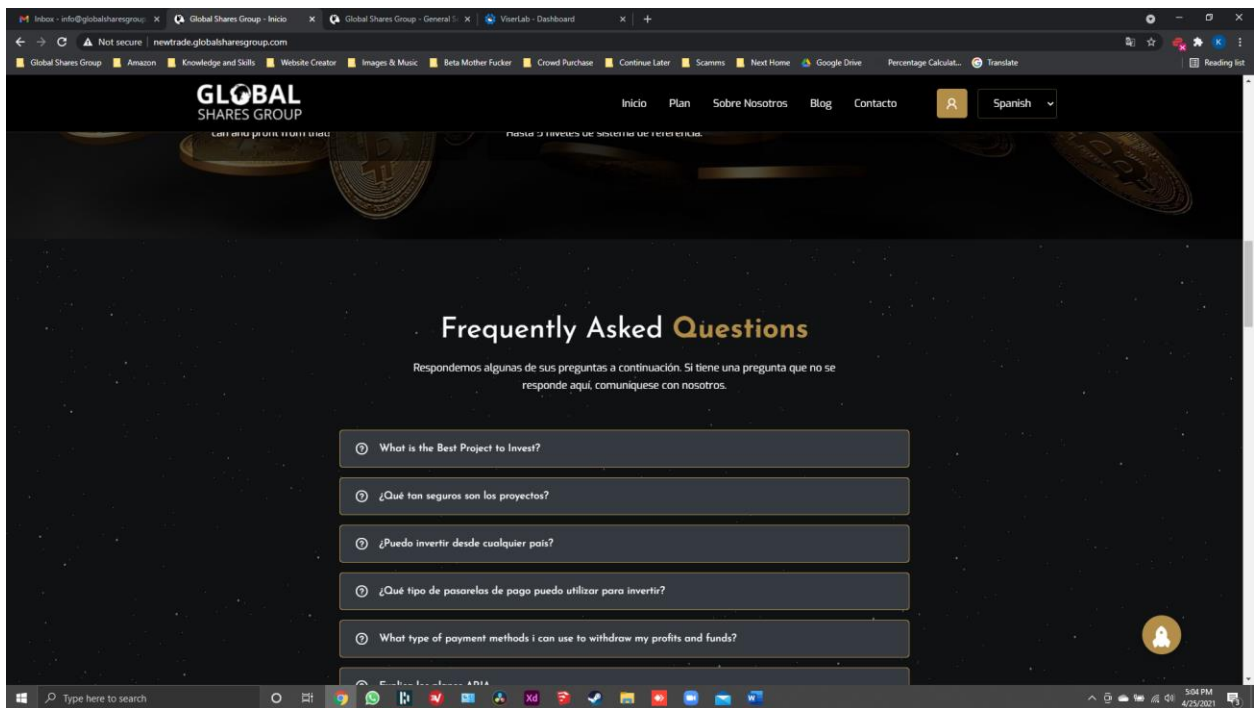 Inbox - info@globalsharesgroup
Global Shares Group - Inicio
Global Shares Group - General S
ViserLab - Dashboard
Not secure
newtrade.globalsharesgroup.com
Global Shares Group
Amazon
Knowledge and Skills
Website Creator
Images & Music
Beta Mother Fucker
Crowd Purchase
Continue Later
Scamms
Next Home
Google Drive
Percentage Calculat...
Translate
Reading list
GLOBAL
SHARES GROUP
Inicio
Plan
Sobre Nosotros
Blog
Contacto
Spanish
can and profit from that!
Hasta 5 niveles de sistema de referencia.
Frequently Asked Questions
Respondemos algunas de sus preguntas a continuación. Si tiene una pregunta que no se
responde aquí, comuníquese con nosotros.
What is the Best Project to Invest?
¿Qué tan seguros son los proyectos?
¿Puedo invertir desde cualquier país?
¿Qué tipo de pasarelas de pago puedo utilizar para invertir?
What type of payment methods i can use to withdraw my profits and funds?
Type here to search
5:04 PM
4/25/2021